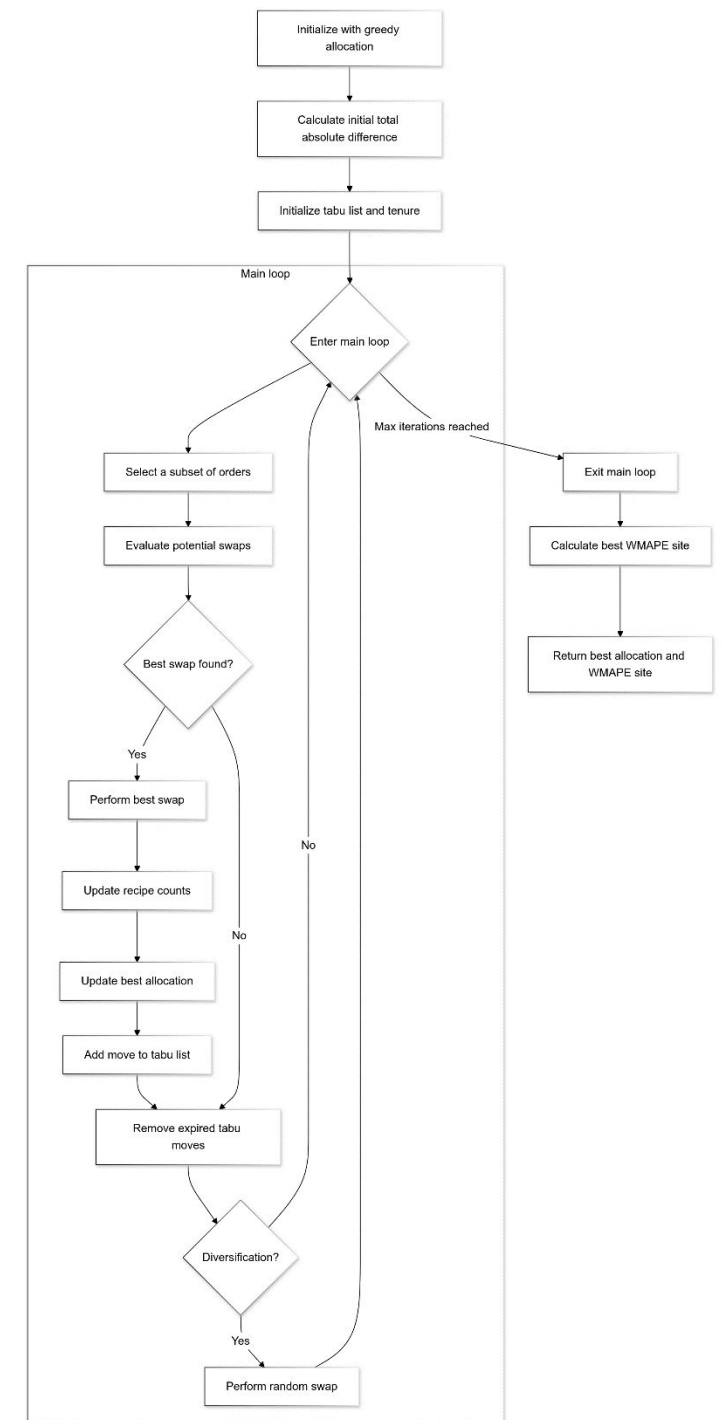 Initialize with greedy
allocation
Calculate initial total
absolute difference
Initialize tabu list and tenure
Main loop
Enter main loop
Max iterations reached
Select a subset of orders
Exit main loop
Evaluate potential swaps
Calculate best WMAPE site
Best swap found?
Return best allocation and
WMAPE site
Yes
Perform best swap
No
Update recipe counts
No
Update best allocation
Add move to tabu list
Remove expired tabu
moves
Diversification?
Yes
Perform random swap